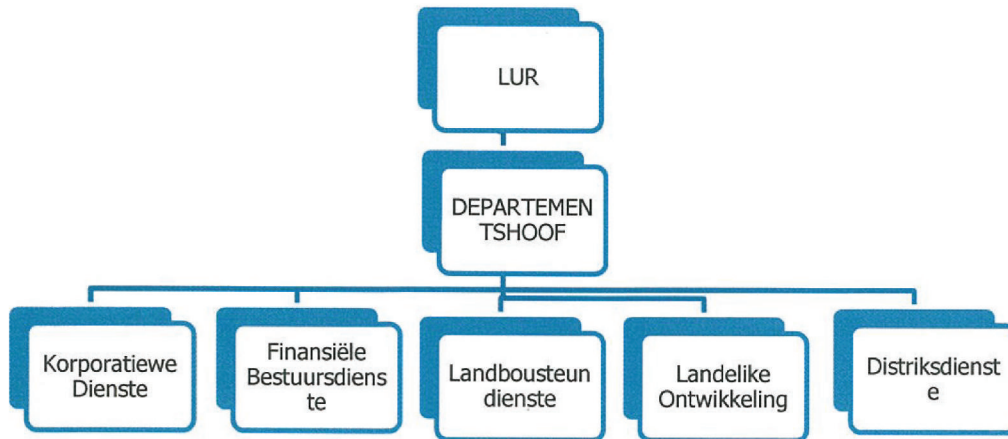 LUR
DEPARTEMEN
TSHOOF
Korporatiewe
Dienste
Finansiële
Bestuursdiens
te
Landbousteun
dienste
Landelike
Ontwikkeling
Distriksdienst
e